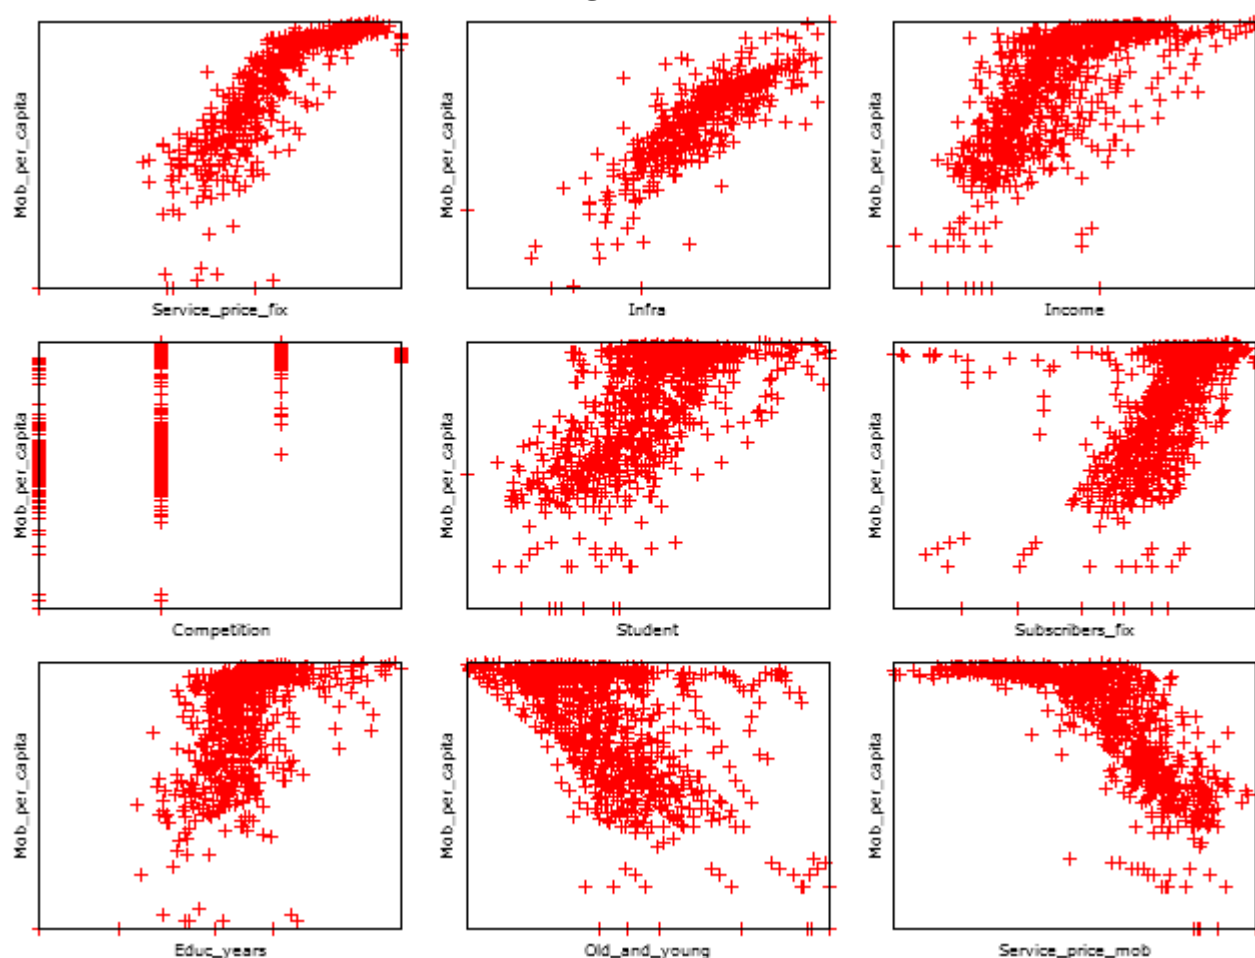 Mob_per_capita
Service_price_fix
Mob_per_capita
Infra
Mob_per_capita
Income
Mob_per_capita
Competition
Mob_per_capita
Student
Mob_per_capita
Subscribers_fix
Mob_per_capita
Educ_years
Mob_per_capita
Old_and_young
Mob_per_capita
Service_price_mob